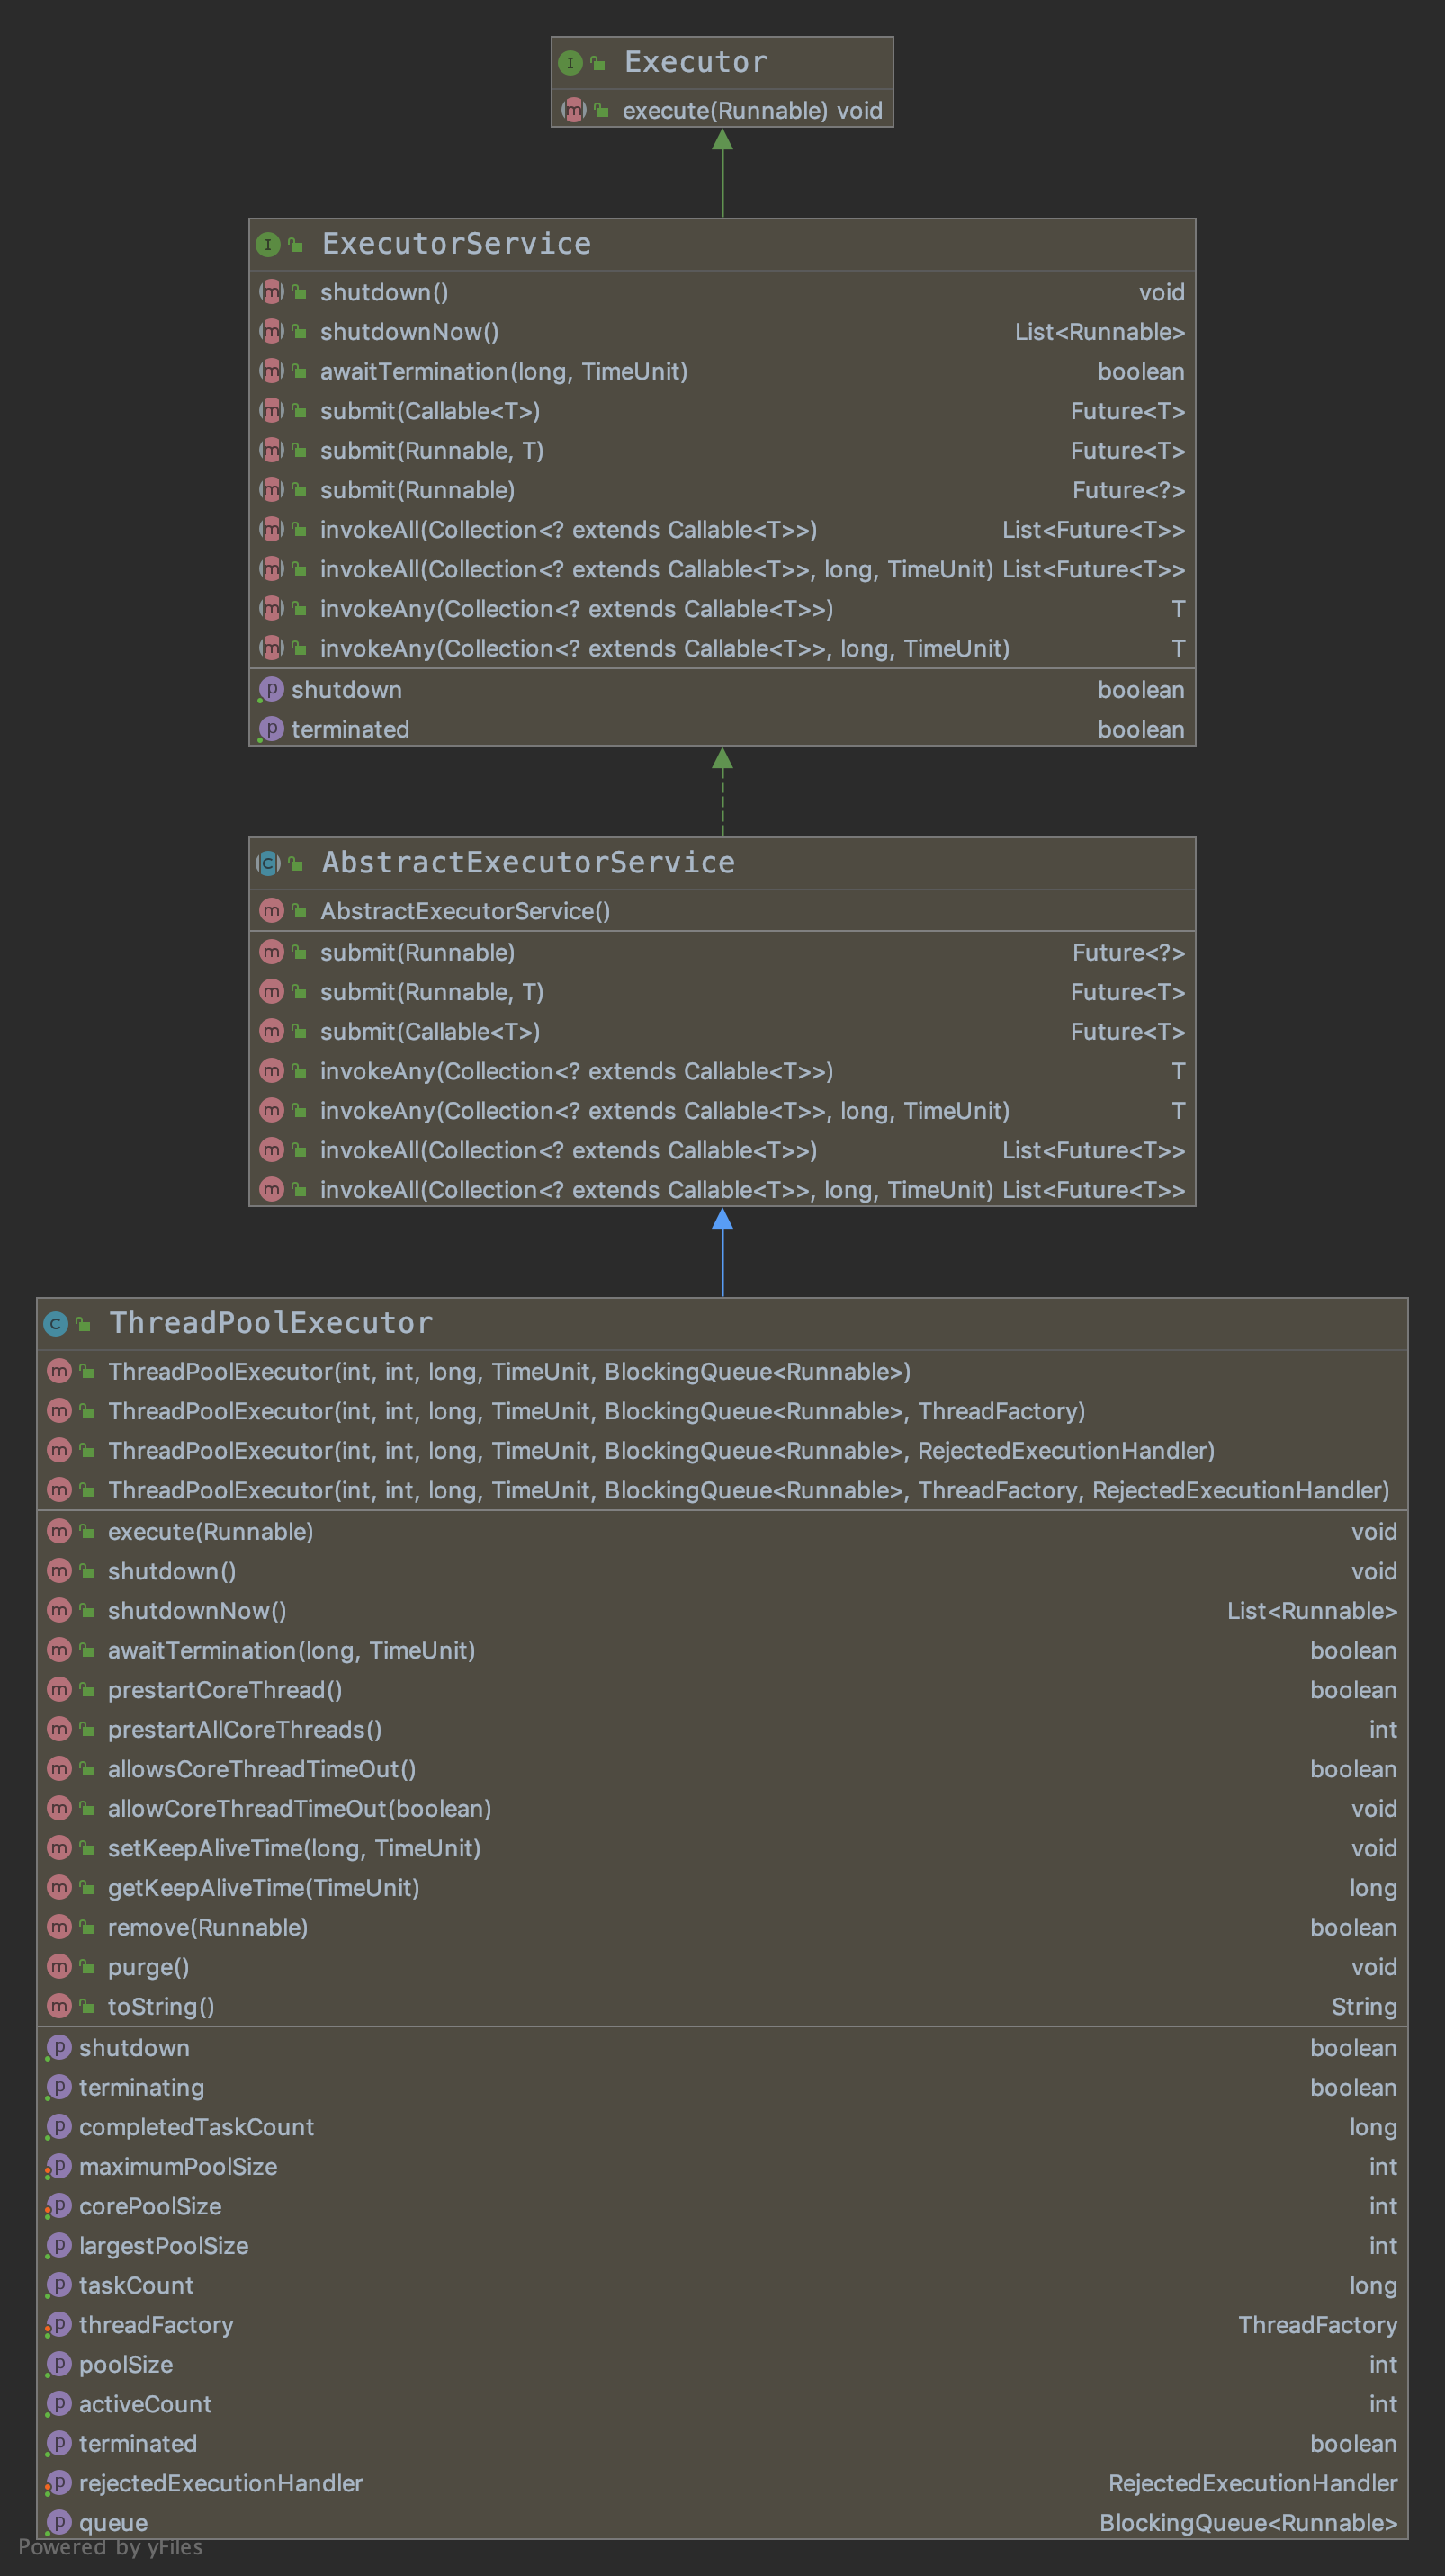 Executor
execute(Runnable) void
ExecutorService
shutdown() void
shutdownNow() List<Runnable>
awaitTermination(long, TimeUnit) boolean
submit(Callable<T>) Future<T>
submit(Runnable, T) Future<T>
submit(Runnable) Future<?>
invokeAll(Collection<? extends Callable<T>>) List<Future<T>>
invokeAll(Collection<? extends Callable<T>>, long, TimeUnit) List<Future<T>>
invokeAny(Collection<? extends Callable<T>>) T
invokeAny(Collection<? extends Callable<T>>, long, TimeUnit) T
shutdown boolean
terminated boolean
AbstractExecutorService
AbstractExecutorService()
submit(Runnable) Future<?>
submit(Runnable, T) Future<T>
submit(Callable<T>) Future<T>
invokeAny(Collection<? extends Callable<T>>) T
invokeAny(Collection<? extends Callable<T>>, long, TimeUnit) T
invokeAll(Collection<? extends Callable<T>>) List<Future<T>>
invokeAll(Collection<? extends Callable<T>>, long, TimeUnit) List<Future<T>>
ThreadPoolExecutor
ThreadPoolExecutor(int, int, long, TimeUnit, BlockingQueue<Runnable>)
ThreadPoolExecutor(int, int, long, TimeUnit, BlockingQueue<Runnable>, ThreadFactory)
ThreadPoolExecutor(int, int, long, TimeUnit, BlockingQueue<Runnable>, RejectedExecutionHandler)
ThreadPoolExecutor(int, int, long, TimeUnit, BlockingQueue<Runnable>, ThreadFactory, RejectedExecutionHandler)
execute(Runnable) void
shutdown() void
shutdownNow() List<Runnable>
awaitTermination(long, TimeUnit) boolean
prestartCoreThread() boolean
prestartAllCoreThreads() int
allowsCoreThreadTimeOut() boolean
allowCoreThreadTimeOut(boolean) void
setKeepAliveTime(long, TimeUnit) void
getKeepAliveTime(TimeUnit) long
remove(Runnable) boolean
purge() void
toString() String
shutdown boolean
terminating boolean
completedTaskCount long
maximumPoolSize int
corePoolSize int
largestPoolSize int
taskCount long
threadFactory ThreadFactory
poolSize int
activeCount int
terminated boolean
rejectedExecutionHandler RejectedExecutionHandler
queue BlockingQueue<Runnable>
Powered by yFiles